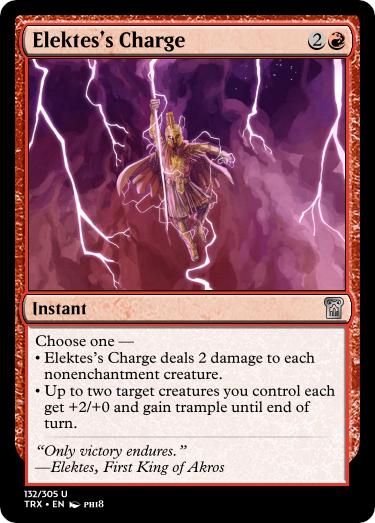 Elektes's Charge 2
Instant
Choose one —
• Elektes's Charge deals 2 damage to each
nonenchantment creature.
• Up to two target creatures you control each
get +2/+0 and gain trample until end of
turn.
"Only victory endures."
—Elektes, First King of Akros
132/305 U
TRX • EN PHI8